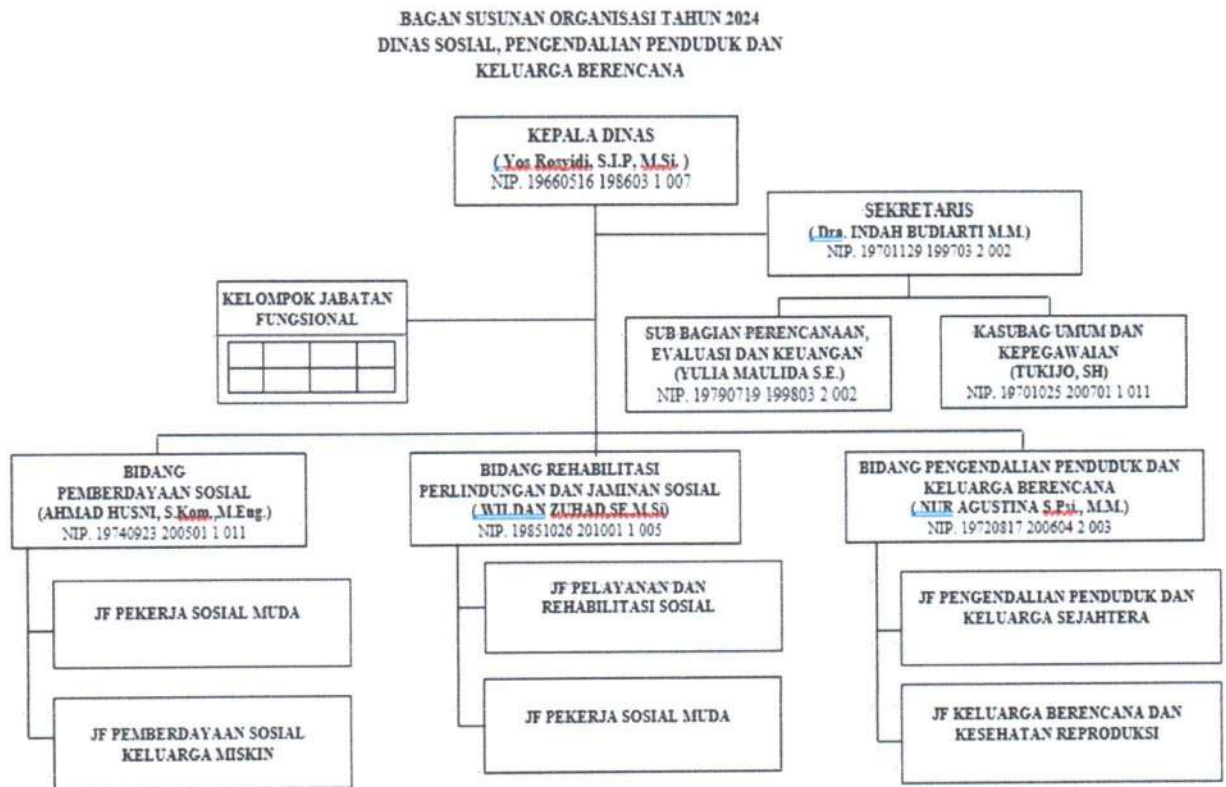 BAGAN SUSUNAN ORGANISASI TAHUN 2024
DINAS SOSIAL, PENGENDALIAN PENDUDUK DAN
KELUARGA BERENCANA
KEPALA DINAS
( Yos Rosyidi, S.I.P, M.Si. )
NIP. 19660516 198603 1 007
SEKRETARIS
( Dra. INDAH BUDIARTI M.M.)
NIP. 19701129 199703 2 002
KELOMPOK JABATAN
FUNGSIONAL
SUB BAGIAN PERENCANAAN,
EVALUASI DAN KEUANGAN
(YULIA MAULIDA S.E.)
NIP. 19790719 199803 2 002
KASUBAG UMUM DAN
KEPEGAWAIAN
(TUKIJO, SH)
NIP. 19701025 200701 1 011
BIDANG
PEMBERDAYAAN SOSIAL
(AHMAD HUSNI, S.Kom.,M.Eng.)
NIP. 19740923 200501 1 011
BIDANG REHABILITASI
PERLINDUNGAN DAN JAMINAN SOSIAL
( WILDAN ZUHAD,SE,M.Si)
NIP. 19851026 201001 1 005
BIDANG PENGENDALIAN PENDUDUK DAN
KELUARGA BERENCANA
( NUR AGUSTINA S.Psi., M.M.)
NIP. 19720817 200604 2 003
JF PEKERJA SOSIAL MUDA
JF PEMBERDAYAAN SOSIAL
KELUARGA MISKIN
JF PELAYANAN DAN
REHABILITASI SOSIAL
JF PEKERJA SOSIAL MUDA
JF PENGENDALIAN PENDUDUK DAN
KELUARGA SEJAHTERA
JF KELUARGA BERENCANA DAN
KESEHATAN REPRODUKSI